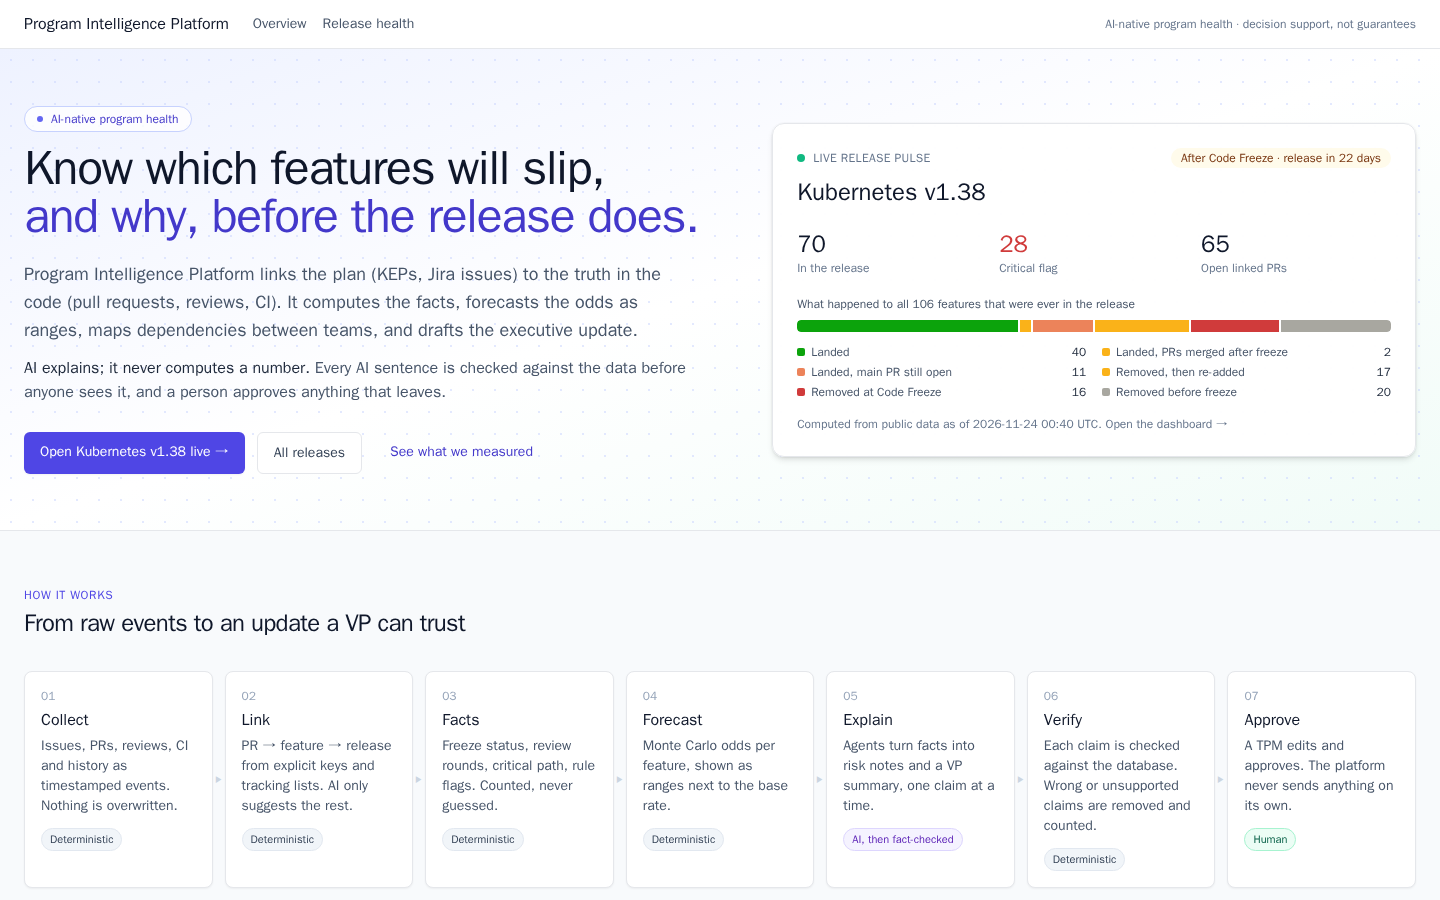 Program Intelligence Platform
Overview
Release health
AI-native program health · decision support, not guarantees
AI-native program health
Know which features will slip,
and why, before the release does.
Program Intelligence Platform links the plan (KEPs, Jira issues) to the truth in the
code (pull requests, reviews, CI). It computes the facts, forecasts the odds as
ranges, maps dependencies between teams, and drafts the executive update.
AI explains; it never computes a number. Every AI sentence is checked against the data before
anyone sees it, and a person approves anything that leaves.
Open Kubernetes v1.38 live →
All releases
See what we measured
LIVE RELEASE PULSE
After Code Freeze · release in 22 days
Kubernetes v1.38
70
In the release
28
Critical flag
65
Open linked PRs
What happened to all 106 features that were ever in the release
Landed 40
Landed, PRs merged after freeze 2
Landed, main PR still open 11
Removed, then re-added 17
Removed at Code Freeze 16
Removed before freeze 20
Computed from public data as of 2026-11-24 00:40 UTC. Open the dashboard →
HOW IT WORKS
From raw events to an update a VP can trust
01
Collect
Issues, PRs, reviews, CI
and history as
timestamped events.
Nothing is overwritten.
Deterministic
02
Link
PR → feature → release
from explicit keys and
tracking lists. AI only
suggests the rest.
Deterministic
03
Facts
Freeze status, review
rounds, critical path, rule
flags. Counted, never
guessed.
Deterministic
04
Forecast
Monte Carlo odds per
feature, shown as
ranges next to the base
rate.
Deterministic
05
Explain
Agents turn facts into
risk notes and a VP
summary, one claim at a
time.
AI, then fact-checked
06
Verify
Each claim is checked
against the database.
Wrong or unsupported
claims are removed and
counted.
Deterministic
07
Approve
A TPM edits and
approves. The platform
never sends anything on
its own.
Human